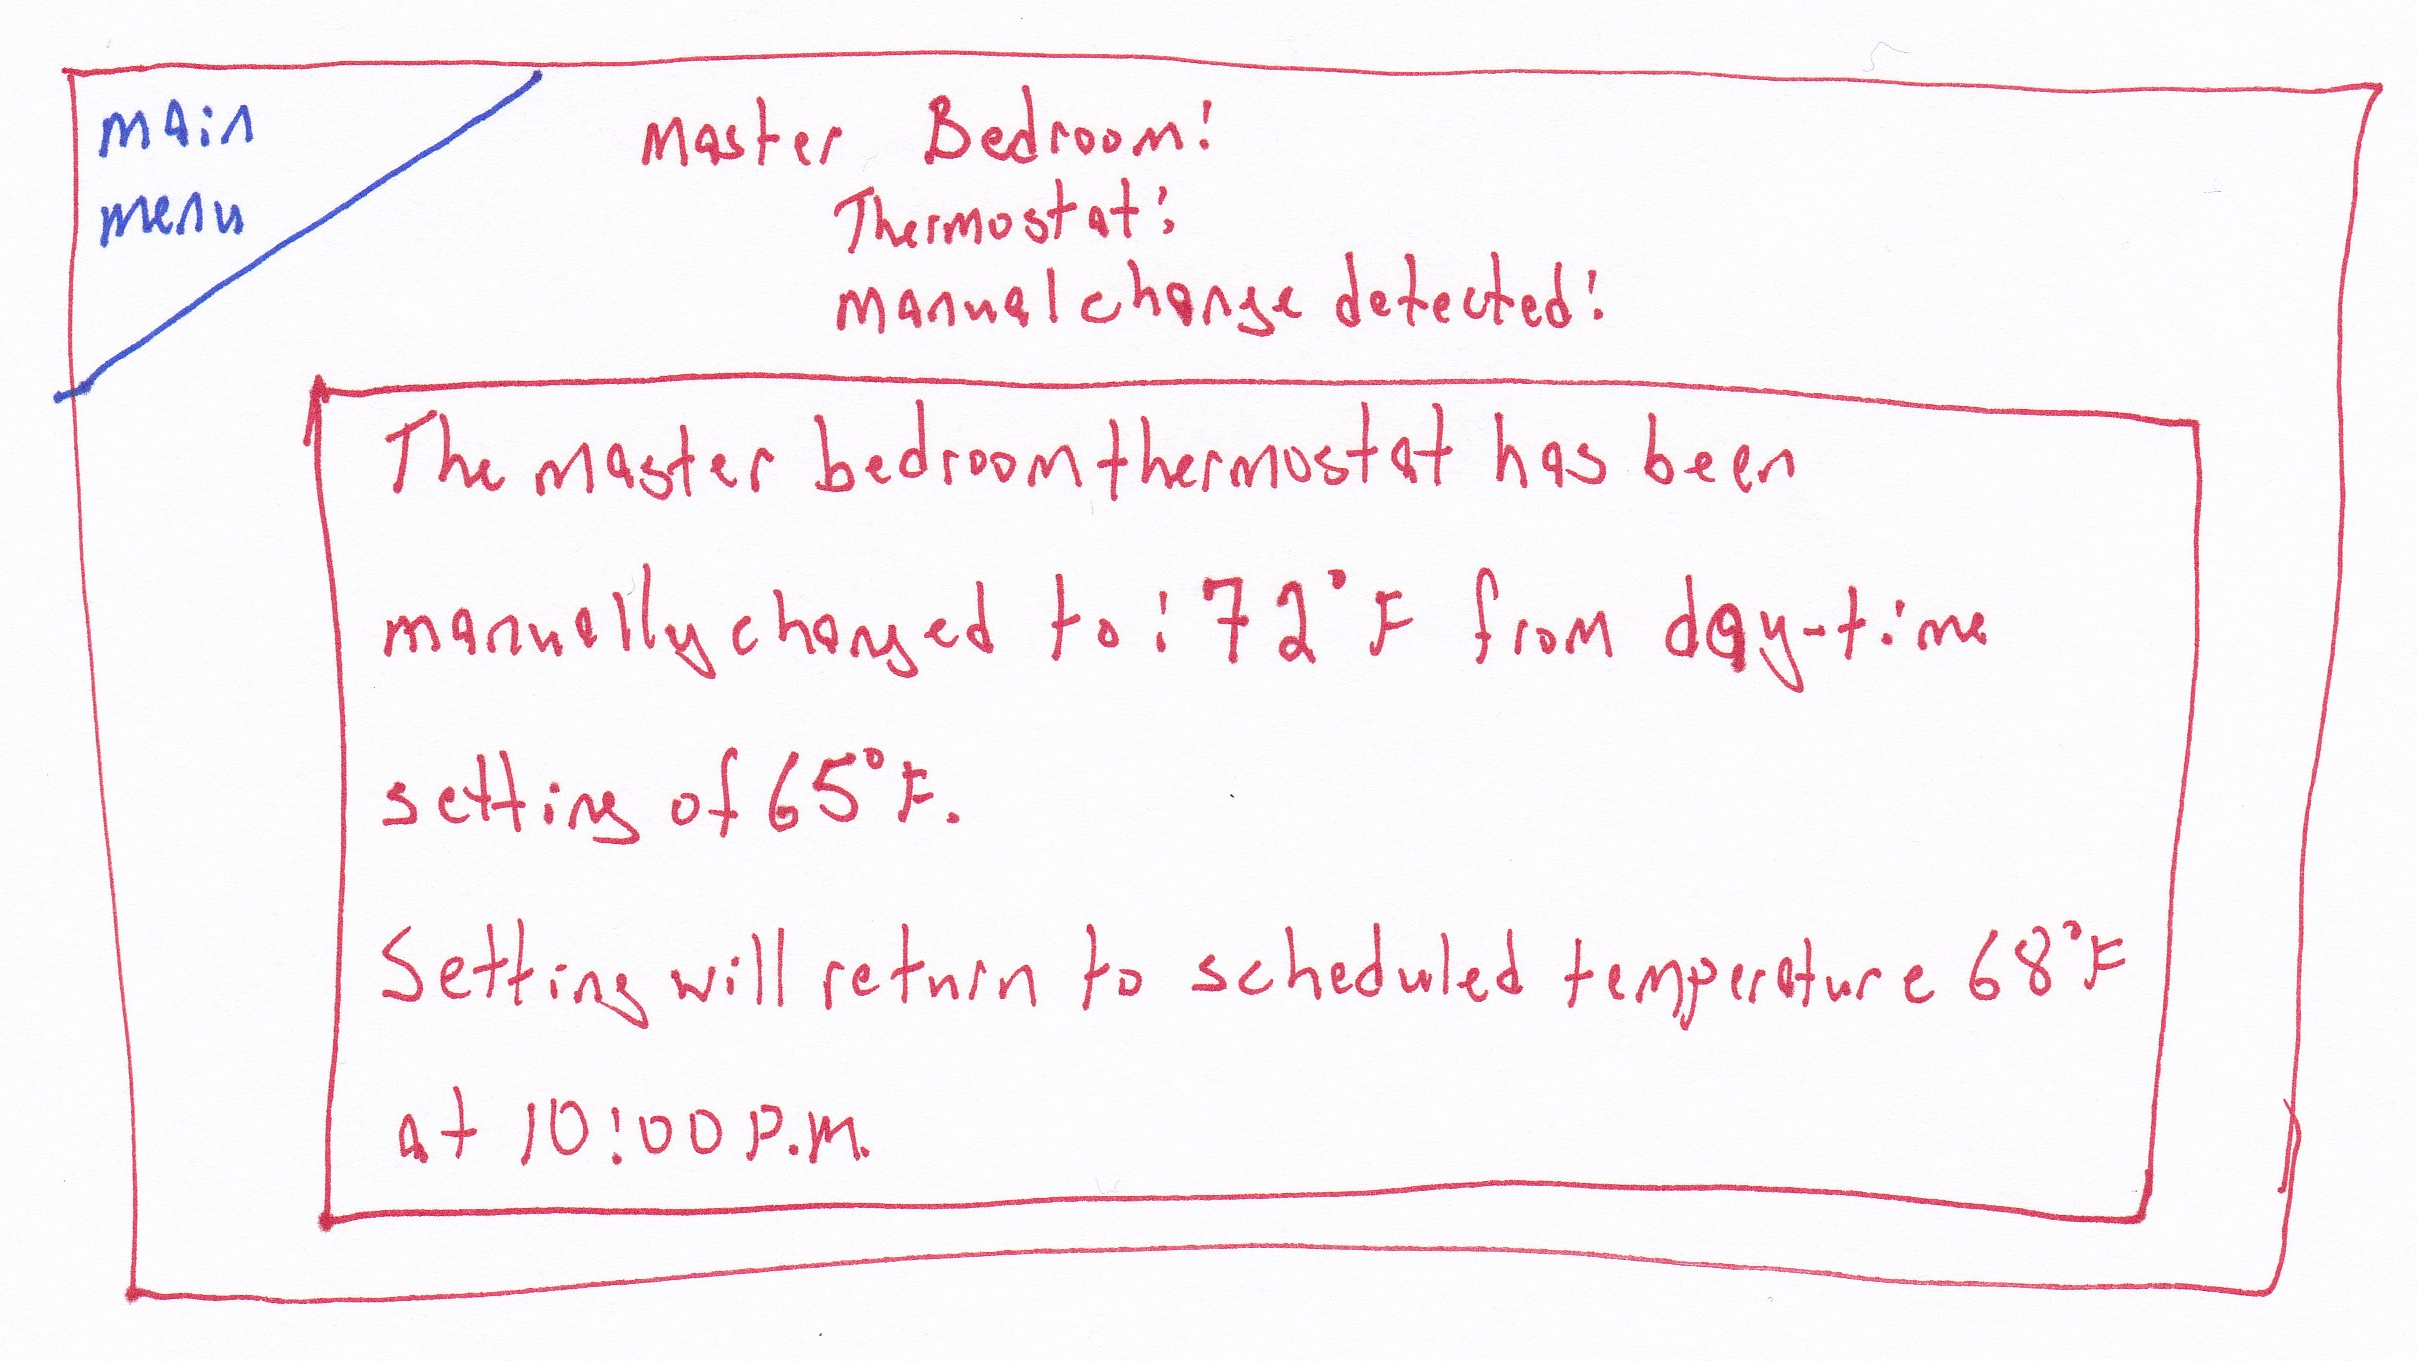 main
menu
Master Bedroom:
Thermostat:
manual change detected:
The master bedroom thermostat has been
manually changed to: 72°F from day-time
setting of 65°F.
Setting will return to scheduled temperature 68°F
at 10:00 P.M.